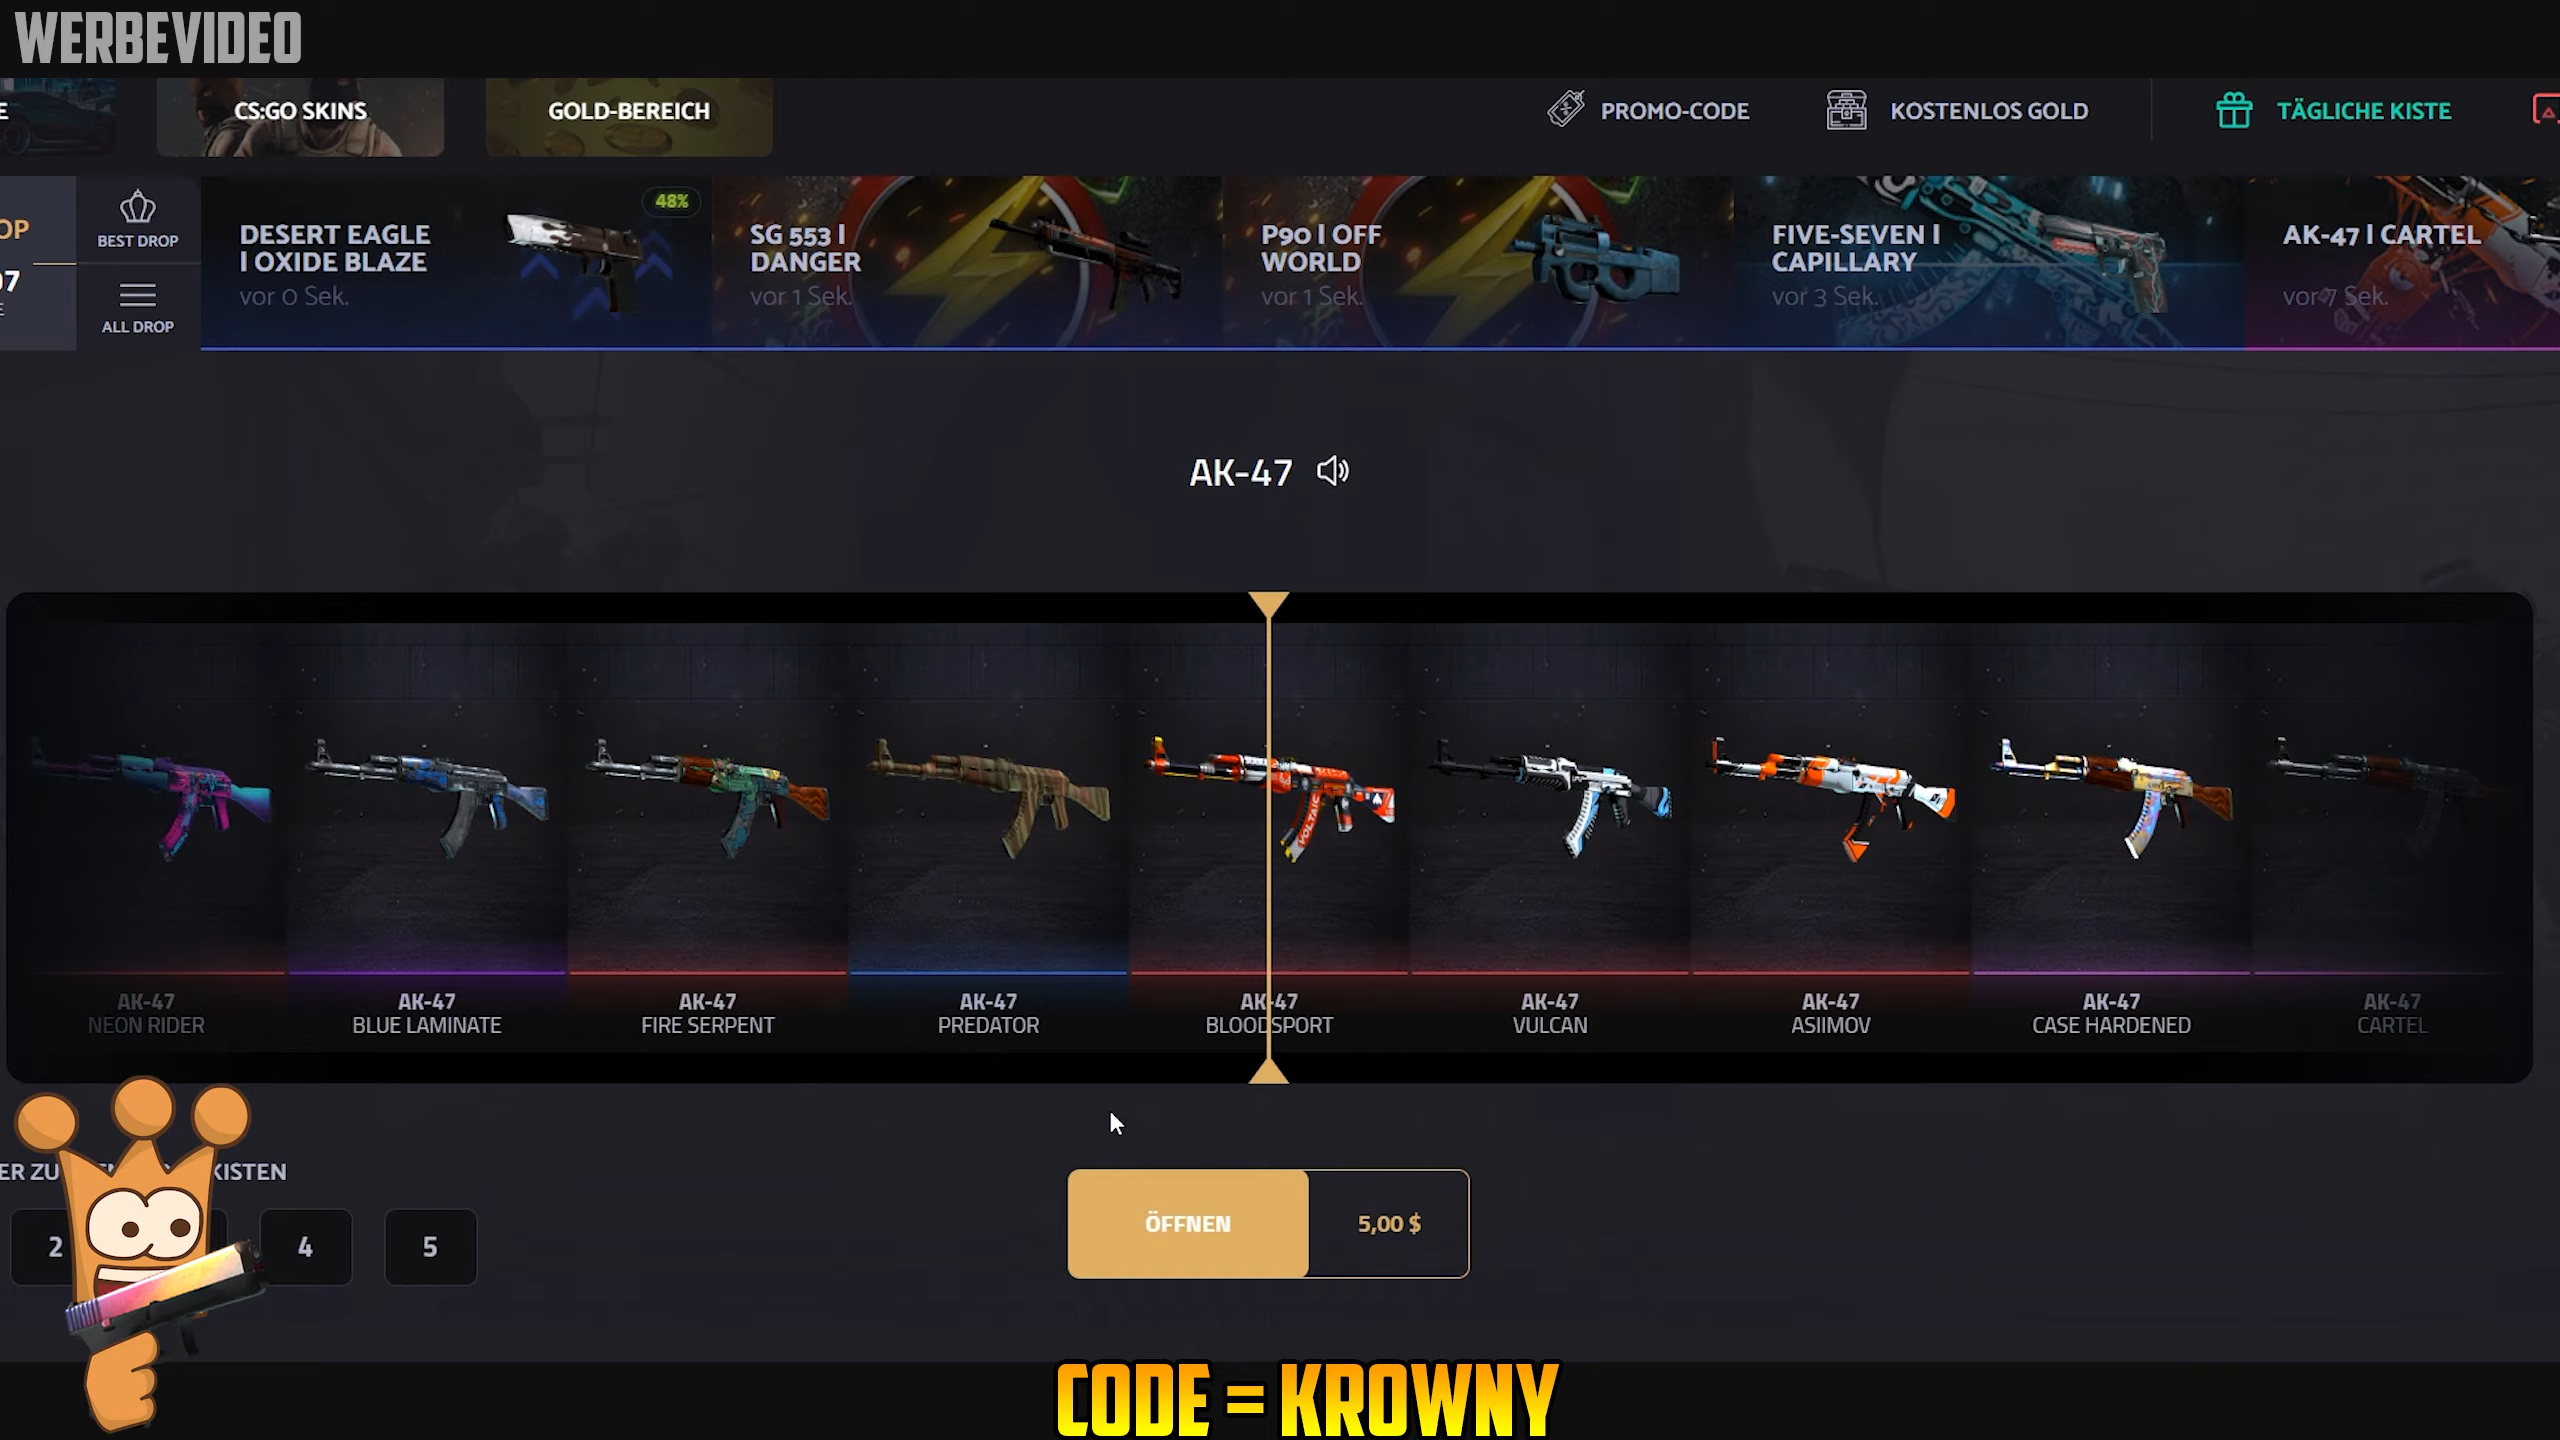 WERBEVIDEO
E
CS:GO SKINS
GOLD-BEREICH
PROMO-CODE
KOSTENLOS GOLD
TÄGLICHE KISTE
OP
07
E
BEST DROP
ALL DROP
DESERT EAGLE
| OXIDE BLAZE
vor 0 Sek.
48%
SG 553 |
DANGER
vor 1 Sek.
P90 | OFF
WORLD
vor 1 Sek.
FIVE-SEVEN |
CAPILLARY
vor 3 Sek.
AK-47 | CARTEL
vor 7 Sek.
AK-47
AK-47
NEON RIDER
AK-47
BLUE LAMINATE
AK-47
FIRE SERPENT
AK-47
PREDATOR
AK-47
BLOODSPORT
AK-47
VULCAN
AK-47
ASIIMOV
AK-47
CASE HARDENED
AK-47
CARTEL
ER ZU KISTEN
2
4
5
ÖFFNEN
5,00 $
CODE = KROWNY